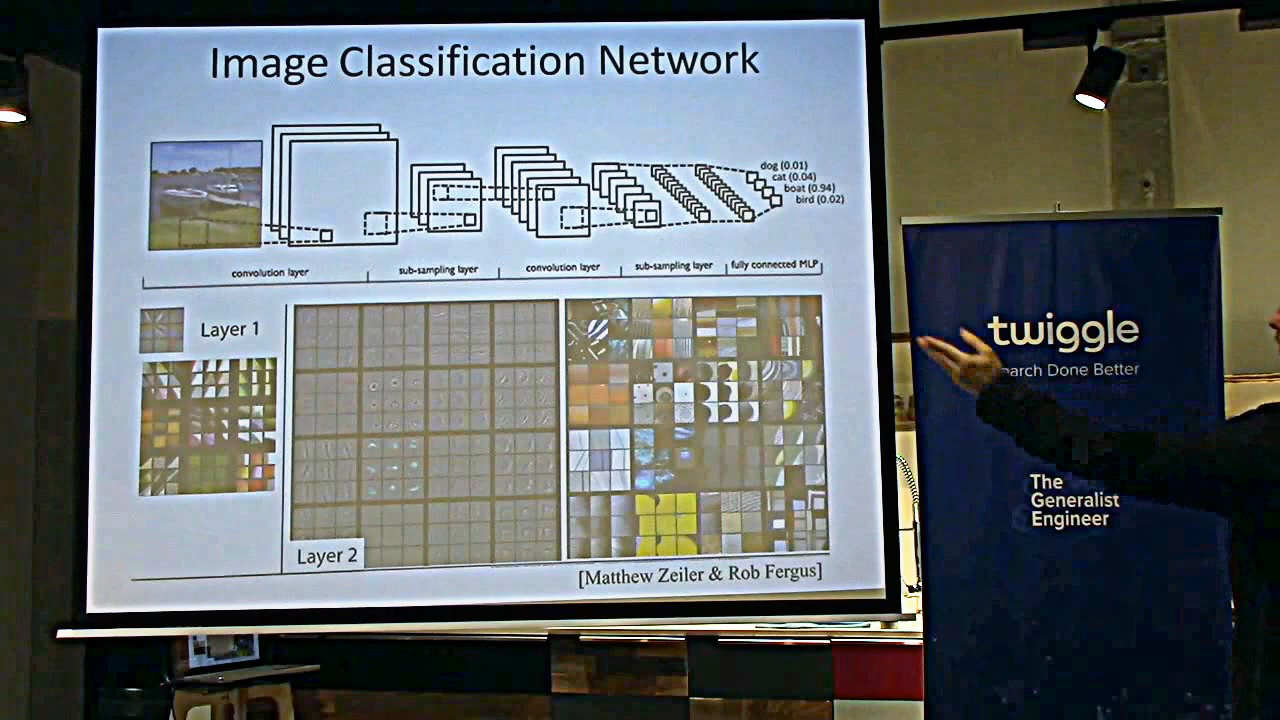 Image Classification Network
dog (0.01)
cat (0.04)
boat (0.94)
bird (0.02)
convolution layer
sub-sampling layer
convolution layer
sub-sampling layer
fully connected MLP
Layer 1
Layer 2
[Matthew Zeiler & Rob Fergus]
twiggle
arch Done Better
The
Generalist
Engineer